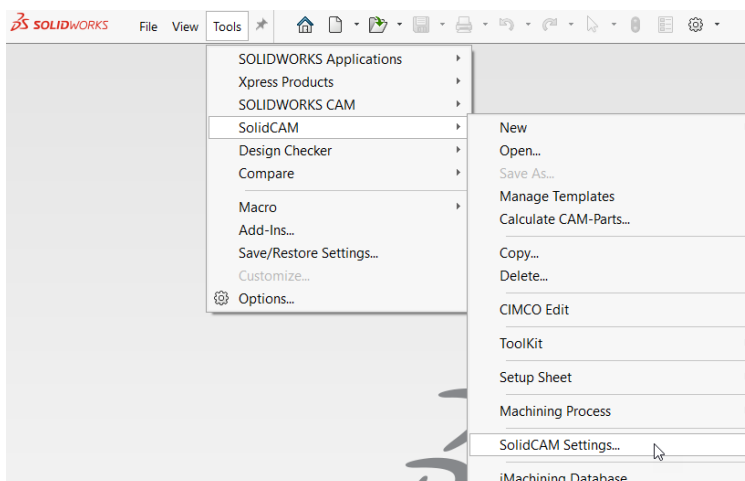 SOLIDWORKS File View Tools
SOLIDWORKS Applications
Xpress Products
SOLIDWORKS CAM
SolidCAM
Design Checker
Compare
Macro
Add-Ins...
Save/Restore Settings...
Customize...
Options...
New
Open...
Save As...
Manage Templates
Calculate CAM-Parts...
Copy...
Delete...
CIMCO Edit
ToolKit
Setup Sheet
Machining Process
SolidCAM Settings...
iMachining Database